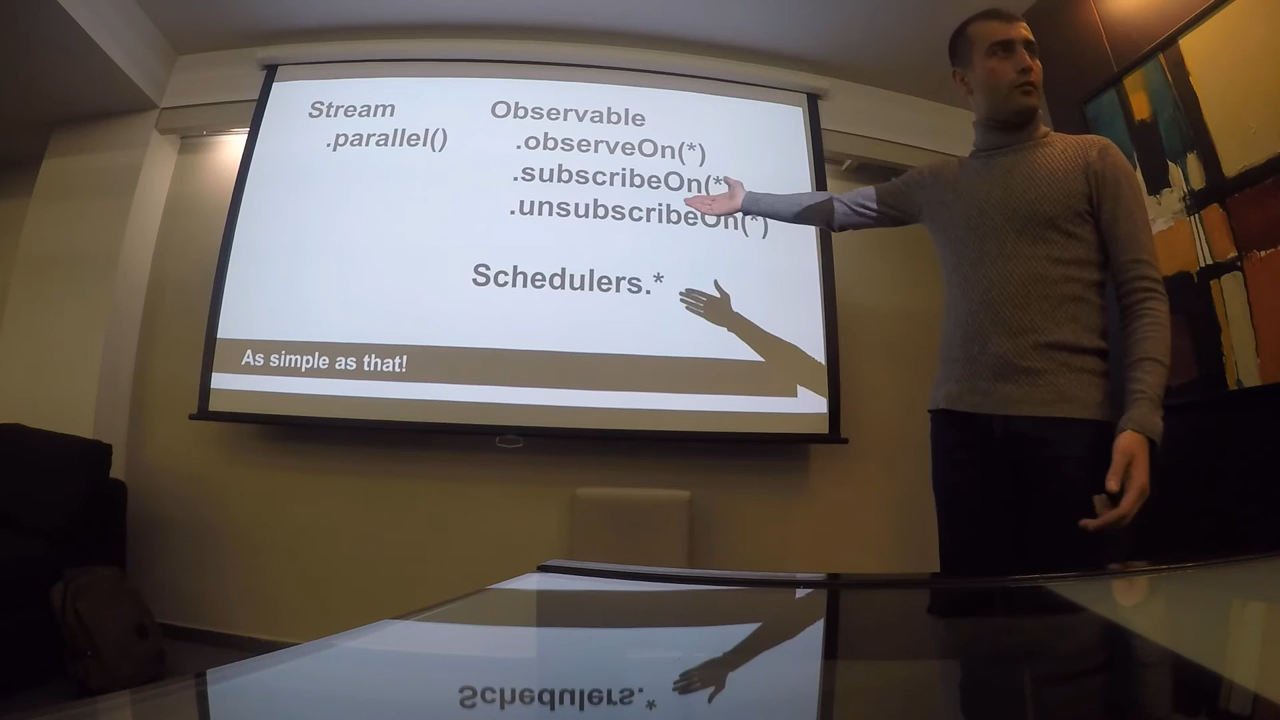 Stream
.parallel()
Observable
.observeOn(*)
.subscribeOn(*
.unsubscribeOn(*)
Schedulers.*
As simple as that!
Schedulers.*